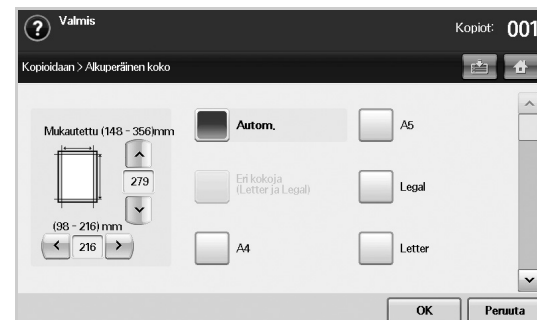 ?
Valmis
Kopiot: 001
Kopioidaan > Alkuperäinen koko
Mukautettu (148 - 356)mm
279
(98 - 216) mm
216
Autom.
A5
Eri kokoja
(Letter ja Legal)
Legal
A4
Letter
OK
Peruuta